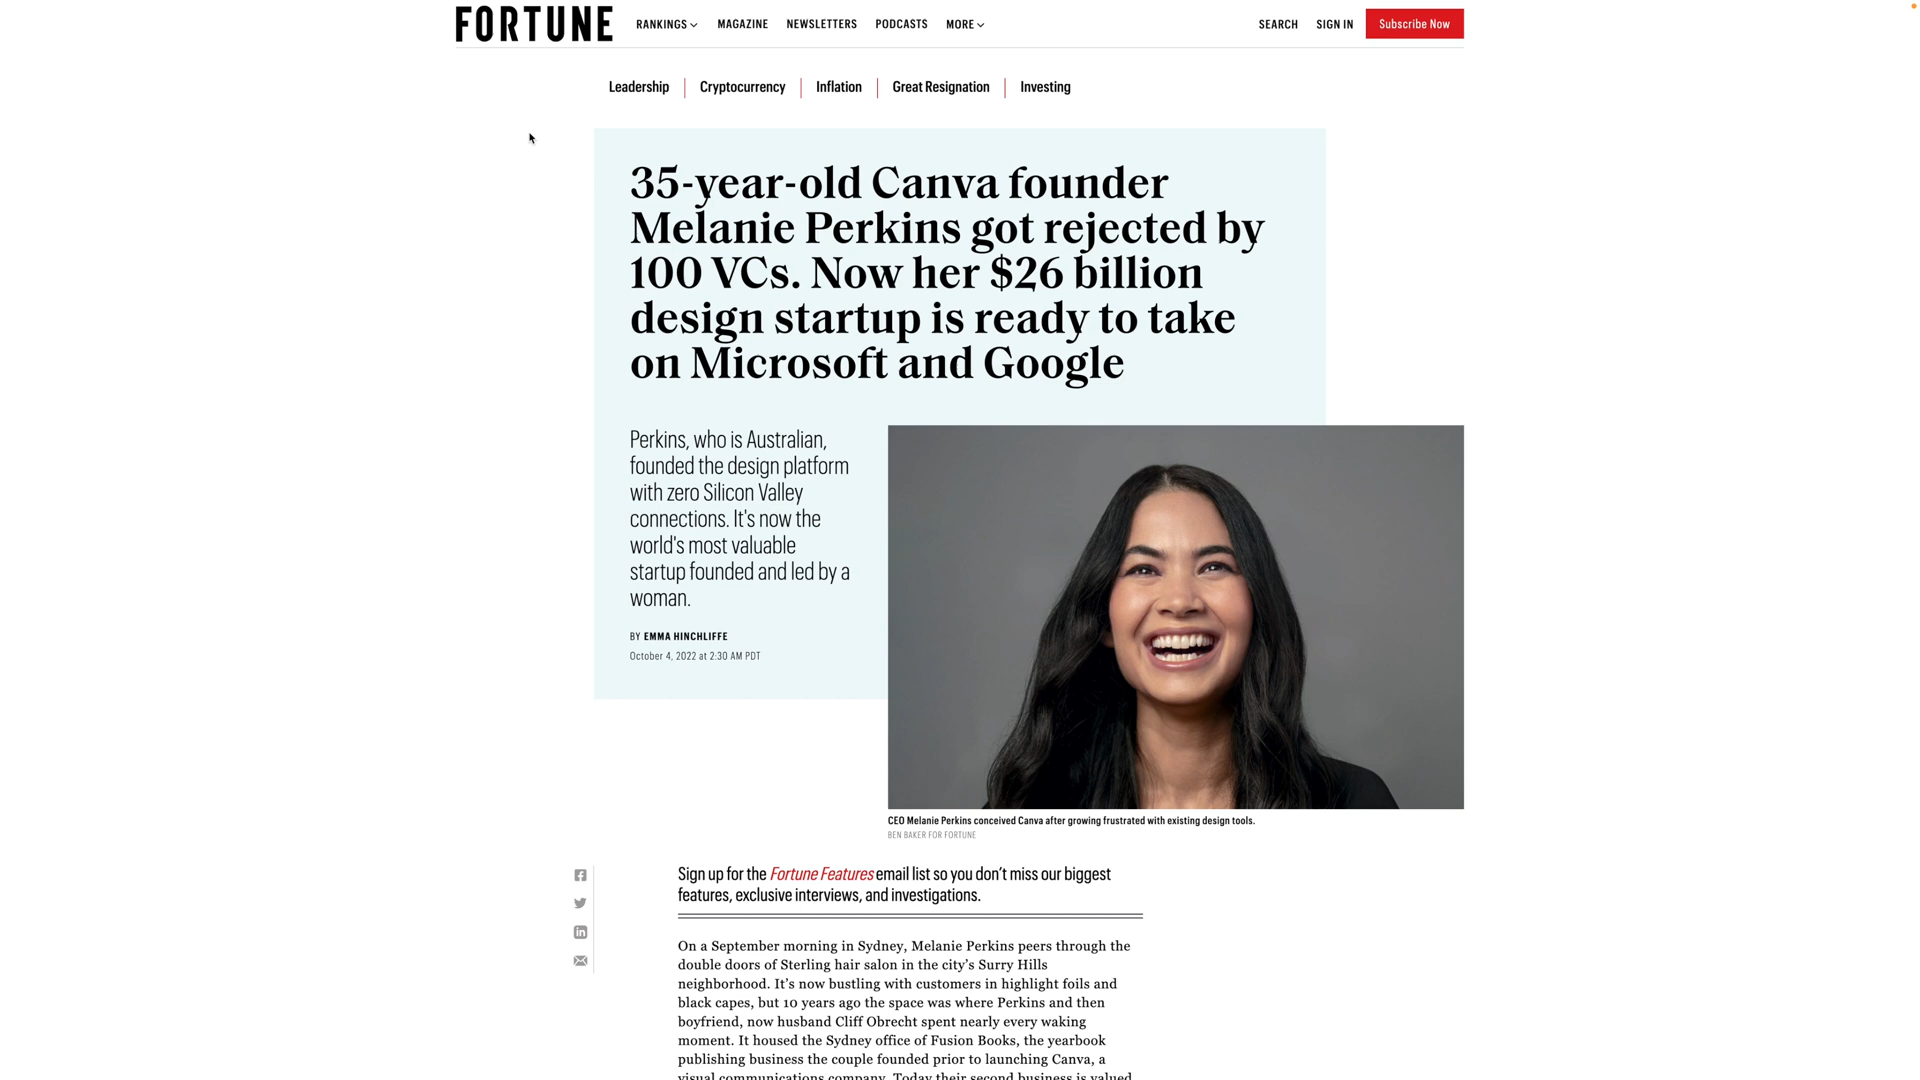 FORTUNE RANKINGS MAGAZINE NEWSLETTERS PODCASTS MORE SEARCH SIGN IN Subscribe Now
Leadership Cryptocurrency Inflation Great Resignation Investing
35-year-old Canva founder
Melanie Perkins got rejected by
100 VCs. Now her $26 billion
design startup is ready to take
on Microsoft and Google
Perkins, who is Australian,
founded the design platform
with zero Silicon Valley
connections. It's now the
world's most valuable
startup founded and led by a
woman.
BY EMMA HINCHLIFFE
October 4, 2022 at 2:30 AM PDT
CEO Melanie Perkins conceived Canva after growing frustrated with existing design tools.
BEN BAKER FOR FORTUNE
Sign up for the Fortune Features email list so you don’t miss our biggest
features, exclusive interviews, and investigations.
On a September morning in Sydney, Melanie Perkins peers through the
double doors of Sterling hair salon in the city’s Surry Hills
neighborhood. It’s now bustling with customers in highlight foils and
black capes, but 10 years ago the space was where Perkins and then
boyfriend, now husband Cliff Obrecht spent nearly every waking
moment. It housed the Sydney office of Fusion Books, the yearbook
publishing business the couple founded prior to launching Canva, a
visual communications company. Today their second business is valued